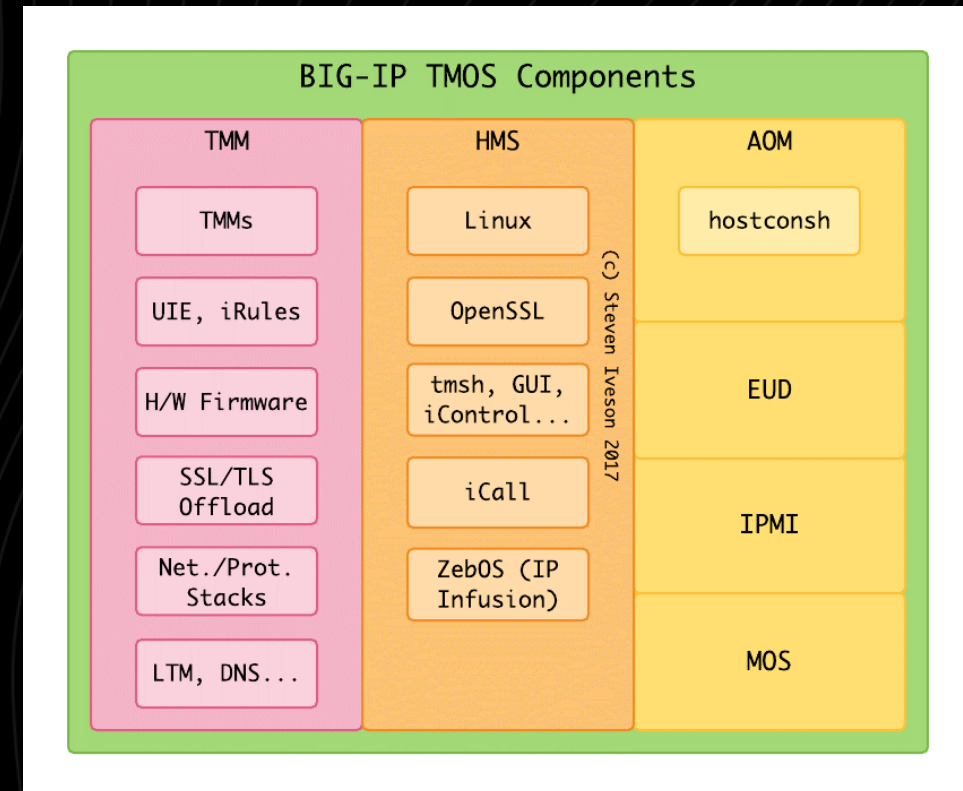 BIG-IP TMOS Components
TMM
TMMs
UIE, iRules
H/W Firmware
SSL/TLS
Offload
Net./Prot.
Stacks
LTM, DNS...
HMS
Linux
OpenSSL
tmsh, GUI,
iControl...
iCall
ZebOS (IP
Infusion)
(c) Steven Iveson 2017
AOM
hostconsh
EUD
IPMI
MOS